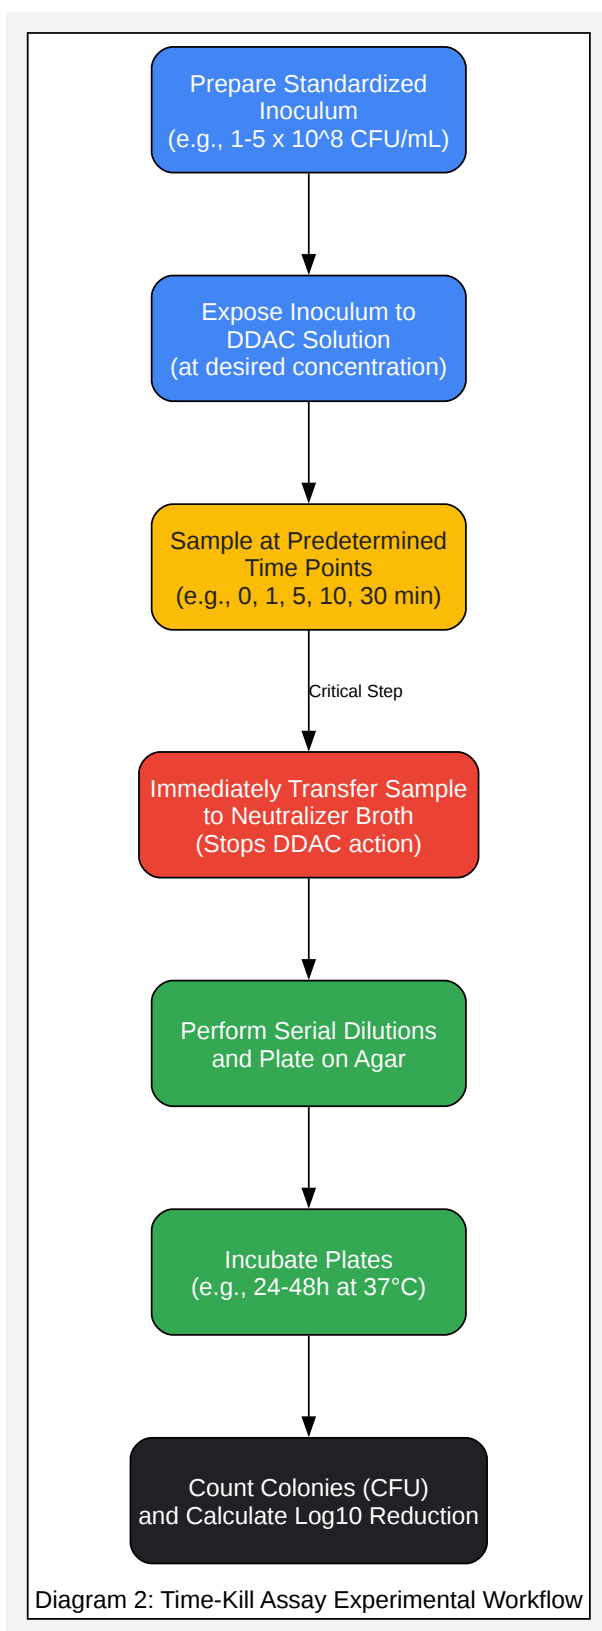 Prepare Standardized
Inoculum
(e.g., 1-5 x 10^8 CFU/mL)
Expose Inoculum to
DDAC Solution
(at desired concentration)
Sample at Predetermined
Time Points
(e.g., 0, 1, 5, 10, 30 min)
Critical Step
Immediately Transfer Sample
to Neutralizer Broth
(Stops DDAC action)
Perform Serial Dilutions
and Plate on Agar
Incubate Plates
(e.g., 24-48h at 37°C)
Count Colonies (CFU)
and Calculate Log10 Reduction
Diagram 2: Time-Kill Assay Experimental Workflow